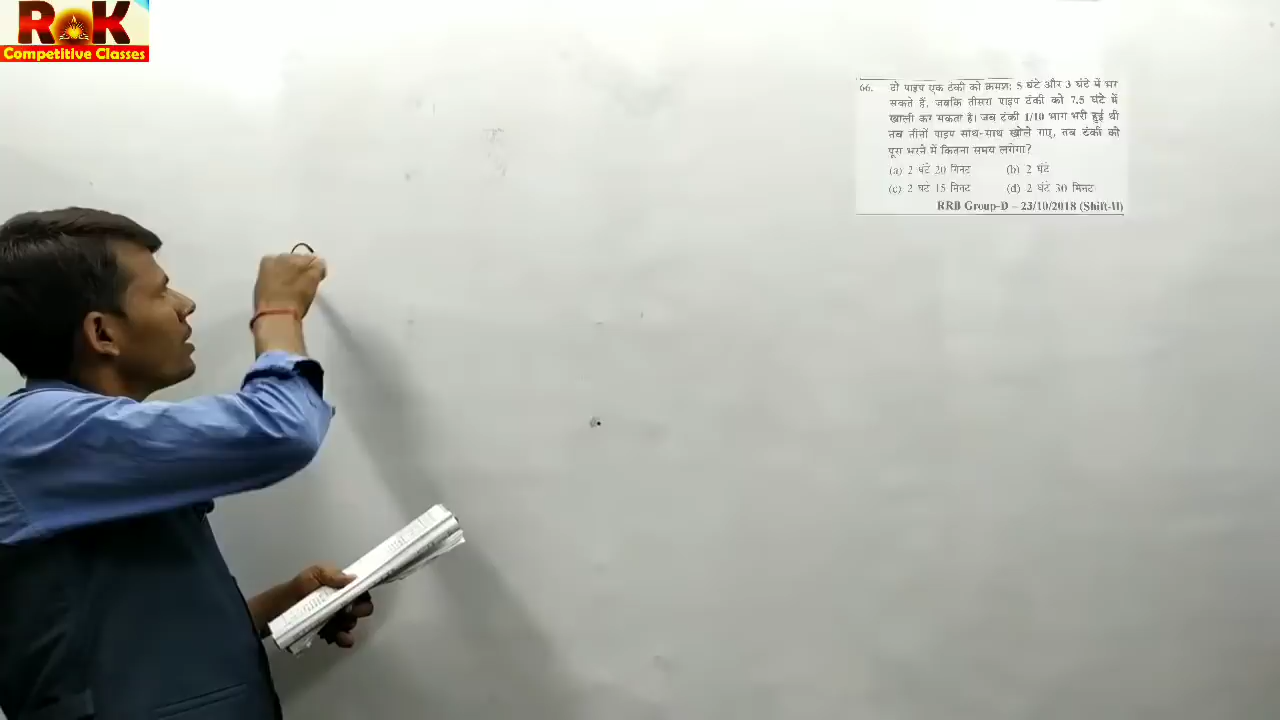 ROK
Competitive Classes
66. दो पाइप एक टंकी को क्रमश: 5 घंटे और 3 घंटे में भर
सकते हैं, जबकि तीसरा पाइप टंकी को 7.5 घंटे में
खाली कर सकता है। जब टंकी 1/10 भाग भरी हुई थी
तब तीनों पाइप साथ-साथ खोले गए, तब टंकी को
पूरा भरने में कितना समय लगेगा?
(a) 2 घंटे 20 मिनट (b) 2 घंटे
(c) 2 घंटे 15 मिनट (d) 2 घंटे 30 मिनट
RRB Group-D – 23/10/2018 (Shift-II)